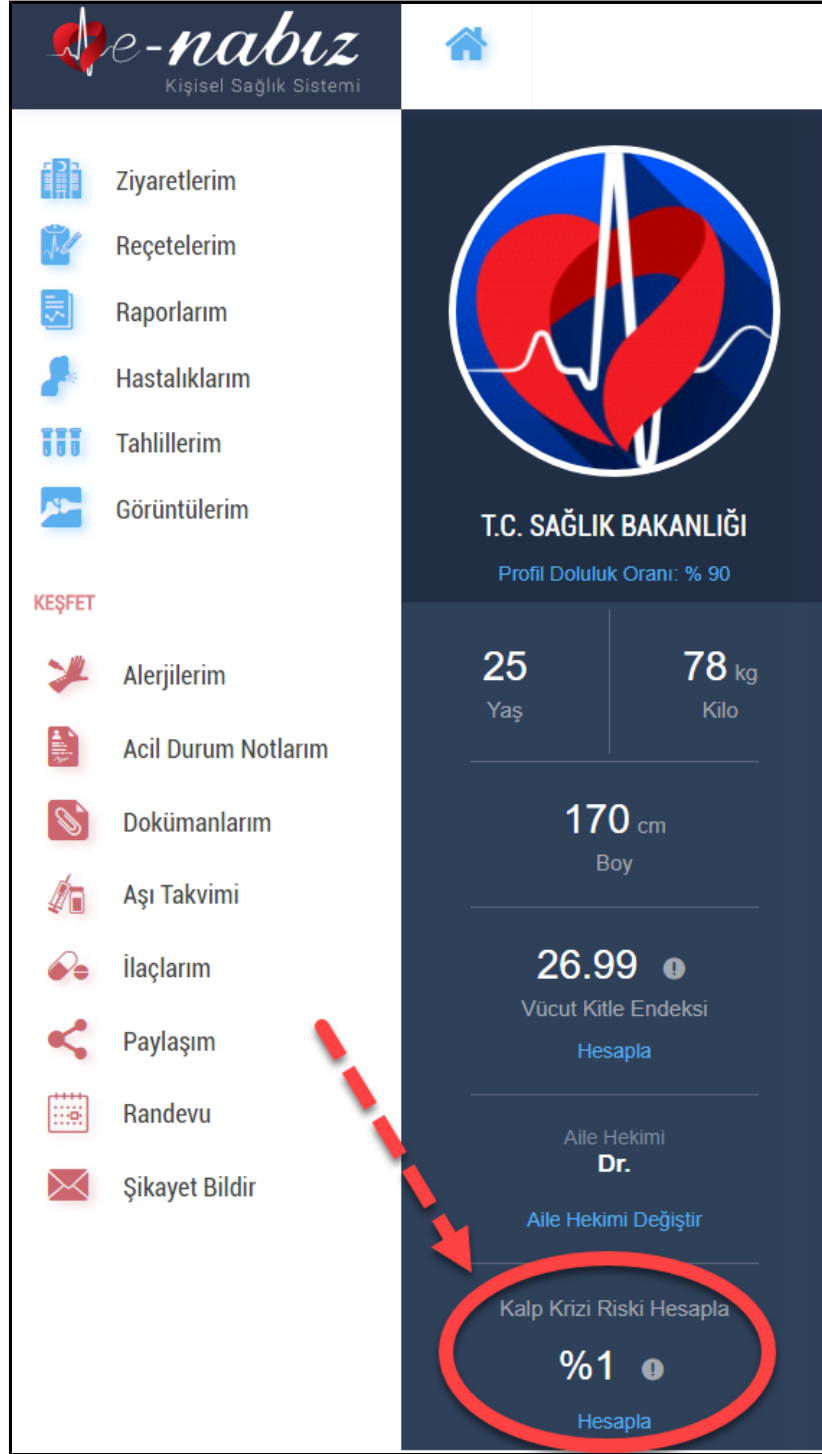 e-nabız
Kişisel Sağlık Sistemi
Ziyaretlerim
Reçetelerim
Raporlarım
Hastalıklarım
Tahlillerim
Görüntülerim
KEŞFET
Alerjilerim
Acil Durum Notlarım
Dokümanlarım
Aşı Takvimi
İlaçlarım
Paylaşım
Randevu
Şikayet Bildir
T.C. SAĞLIK BAKANLIĞI
Profil Doluluk Oranı: % 90
25
Yaş
78 kg
Kilo
170 cm
Boy
26.99
Vücut Kitle Endeksi
Hesapla
Aile Hekimi
Dr.
Aile Hekimi Değiştir
Kalp Krizi Riski Hesapla
%1
Hesapla